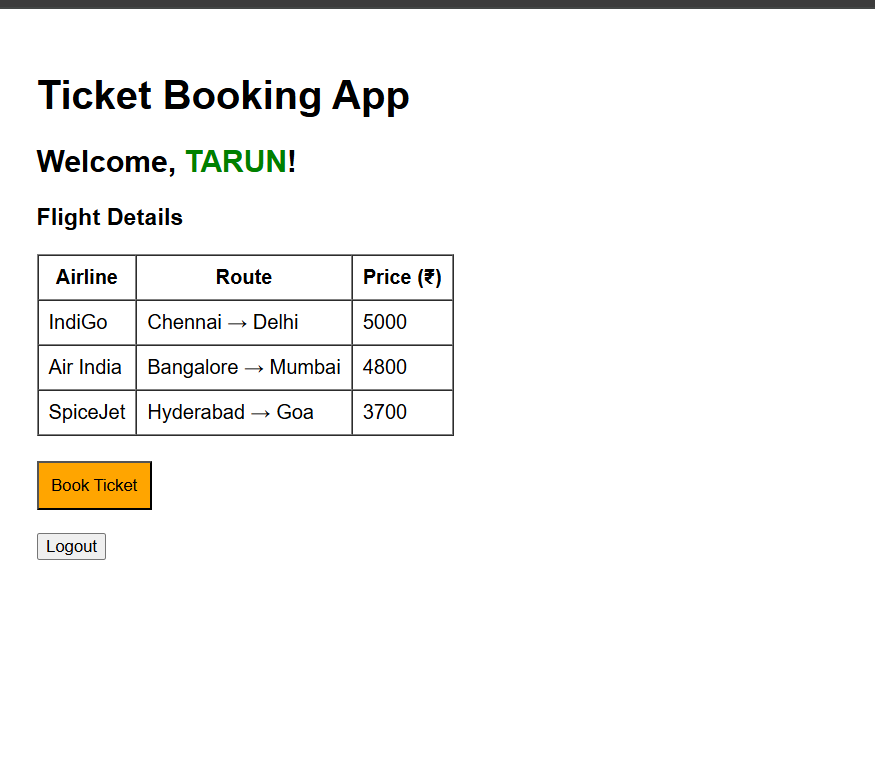 Ticket Booking App
Welcome, TARUN!
Flight Details
Airline Route Price (₹)
IndiGo Chennai → Delhi 5000
Air India Bangalore → Mumbai 4800
SpiceJet Hyderabad → Goa 3700
Book Ticket
Logout